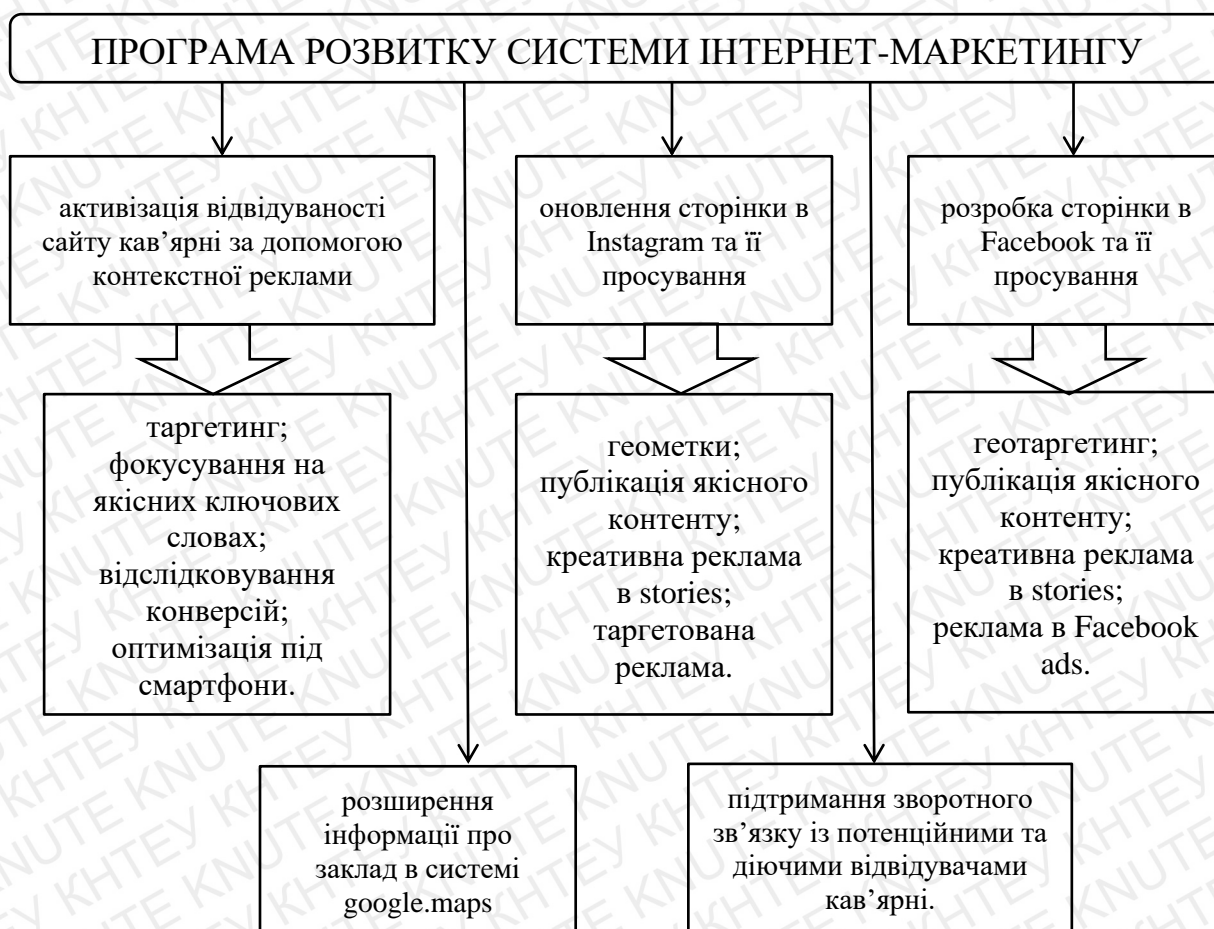 ПРОГРАМА РОЗВИТКУ СИСТЕМИ ІНТЕРНЕТ-МАРКЕТИНГУ
активізація відвідуваності
сайту кав’ярні за допомогою
контекстної реклами
оновлення сторінки в
Instagram та її
просування
розробка сторінки в
Facebook та її
просування
таргетинг;
фокусування на
якісних ключових
словах;
відслідковування
конверсій;
оптимізація під
смартфони.
геометки;
публікація якісного
контенту;
креативна реклама
в stories;
таргетована
реклама.
геотаргетинг;
публікація якісного
контенту;
креативна реклама
в stories;
реклама в Facebook
ads.
розширення
інформації про
заклад в системі
google.maps
підтримання зворотного
зв’язку із потенційними та
діючими відвідувачами
кав’ярні.